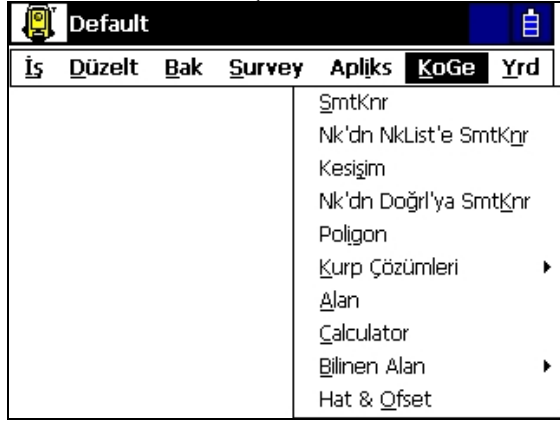 Default
İş Düzelt Bak Survey Apliks KoGe Yrd
SmtKnr
Nk'dn NkList'e SmtKnr
Kesişim
Nk'dn Doğrl'ya SmtKnr
Poligon
Kurp Çözümleri
Alan
Calculator
Bilinen Alan
Hat & Ofset